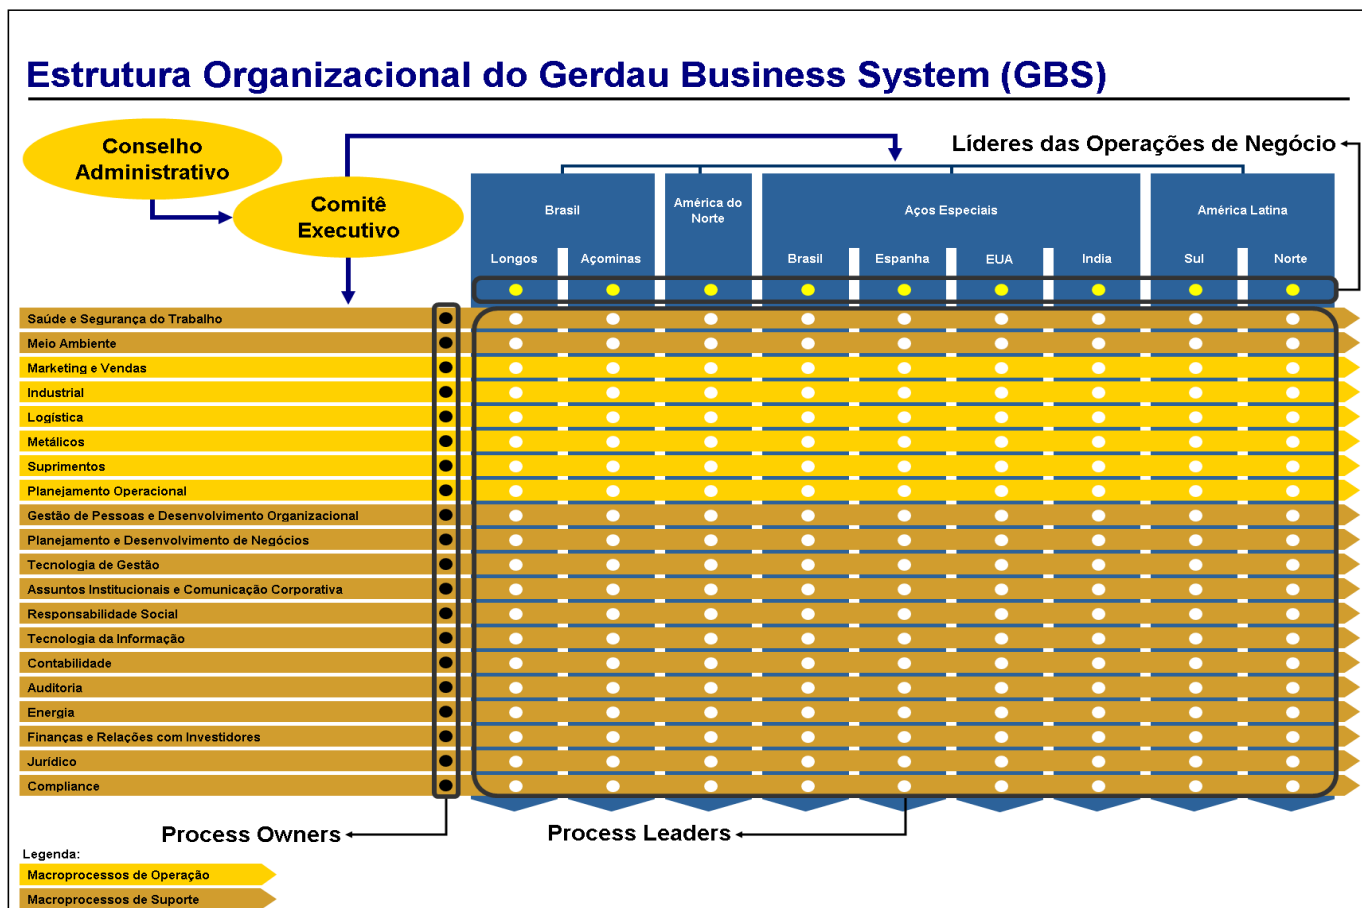 Estrutura Organizacional do Gerdau Business System (GBS)
Conselho
Administrativo
Comitê
Executivo
Líderes das Operações de Negócio
Brasil
América do
Norte
Aços Especiais
América Latina
Longos
Açominas
Brasil
Espanha
EUA
India
Sul
Norte
Saúde e Segurança do Trabalho
Meio Ambiente
Marketing e Vendas
Industrial
Logística
Metálicos
Suprimentos
Planejamento Operacional
Gestão de Pessoas e Desenvolvimento Organizacional
Planejamento e Desenvolvimento de Negócios
Tecnologia de Gestão
Assuntos Institucionais e Comunicação Corporativa
Responsabilidade Social
Tecnologia da Informação
Contabilidade
Auditoria
Energia
Finanças e Relações com Investidores
Jurídico
Compliance
Process Owners
Process Leaders
Legenda:
Macroprocessos de Operação
Macroprocessos de Suporte